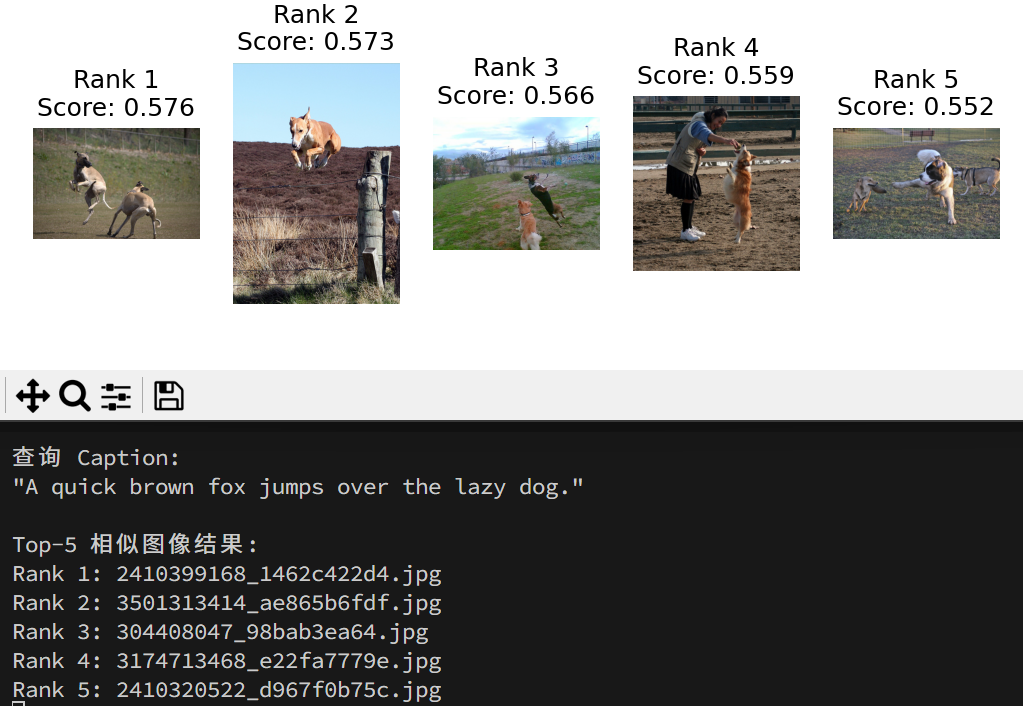 Rank 1
Score: 0.576
Rank 2
Score: 0.573
Rank 3
Score: 0.566
Rank 4
Score: 0.559
Rank 5
Score: 0.552
查询 Caption:
"A quick brown fox jumps over the lazy dog."
Top-5 相似图像结果:
Rank 1: 2410399168_1462c422d4.jpg
Rank 2: 3501313414_ae865b6fdf.jpg
Rank 3: 304408047_98bab3ea64.jpg
Rank 4: 3174713468_e22fa7779e.jpg
Rank 5: 2410320522_d967f0b75c.jpg